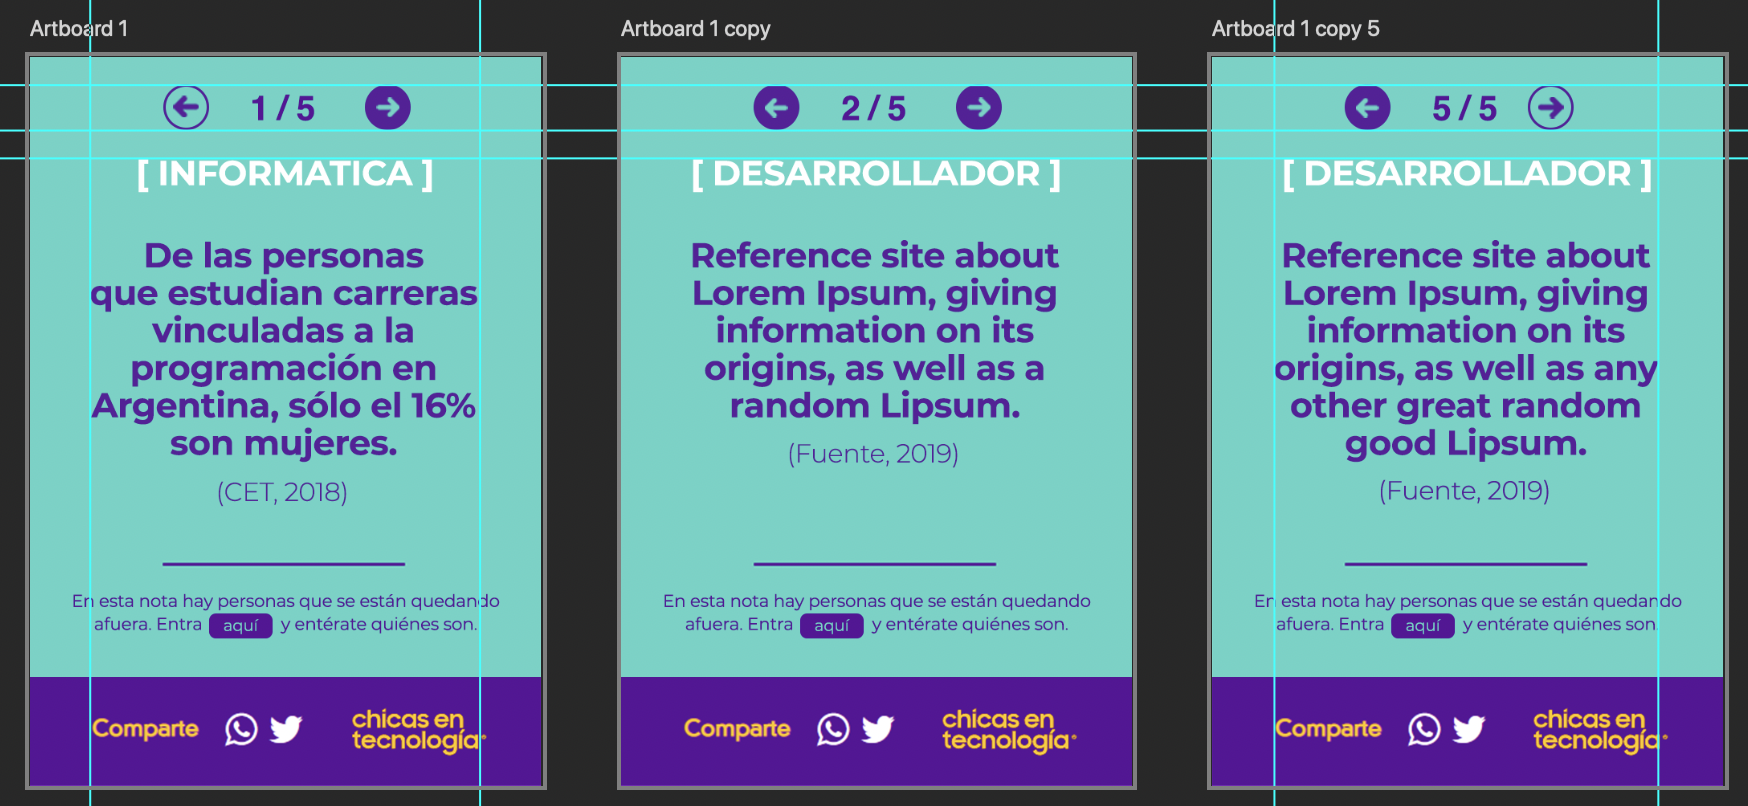 Artboard 1
1 / 5
[ INFORMATICA ]
De las personas
que estudian carreras
vinculadas a la
programación en
Argentina, sólo el 16%
son mujeres.
(CET, 2018)
En esta nota hay personas que se están quedando
afuera. Entra aquí y entérate quiénes son.
Comparte
chicas en
tecnología
Artboard 1 copy
2 / 5
[ DESARROLLADOR ]
Reference site about
Lorem Ipsum, giving
information on its
origins, as well as a
random Lipsum.
(Fuente, 2019)
En esta nota hay personas que se están quedando
afuera. Entra aquí y entérate quiénes son.
Comparte
chicas en
tecnología
Artboard 1 copy 5
5 / 5
[ DESARROLLADOR ]
Reference site about
Lorem Ipsum, giving
information on its
origins, as well as any
other great random
good Lipsum.
(Fuente, 2019)
En esta nota hay personas que se están quedando
afuera. Entra aquí y entérate quiénes son.
Comparte
chicas en
tecnología